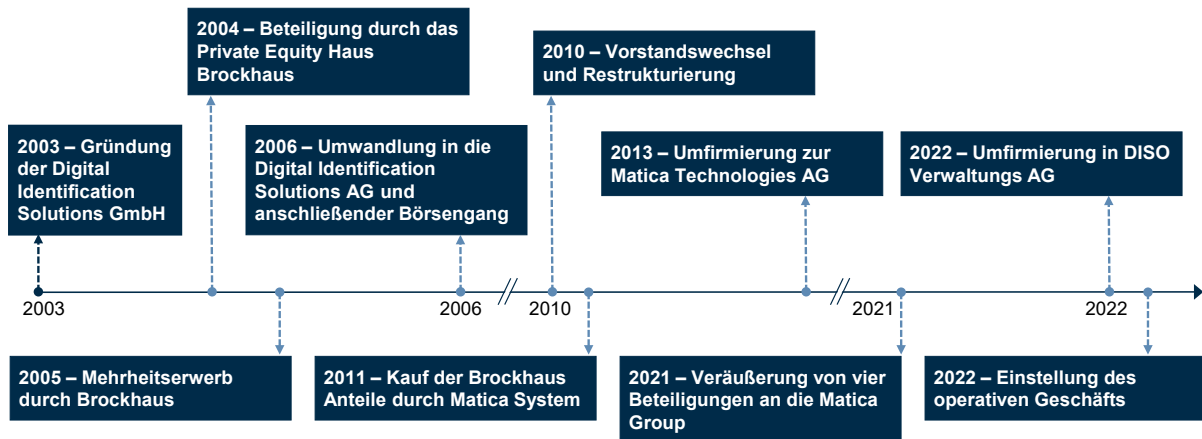 2004 – Beteiligung durch das
Private Equity Haus
Brockhaus
2010 – Vorstandswechsel
und Restrukturierung
2003 – Gründung
der Digital
Identification
Solutions GmbH
2006 – Umwandlung in die
Digital Identification
Solutions AG und
anschließender Börsengang
2013 – Umfirmierung zur
Matica Technologies AG
2022 – Umfirmierung in DISO
Verwaltungs AG
2003
2006
2010
2021
2022
2005 – Mehrheitserwerb
durch Brockhaus
2011 – Kauf der Brockhaus
Anteile durch Matica System
2021 – Veräußerung von vier
Beteiligungen an die Matica
Group
2022 – Einstellung des
operativen Geschäfts